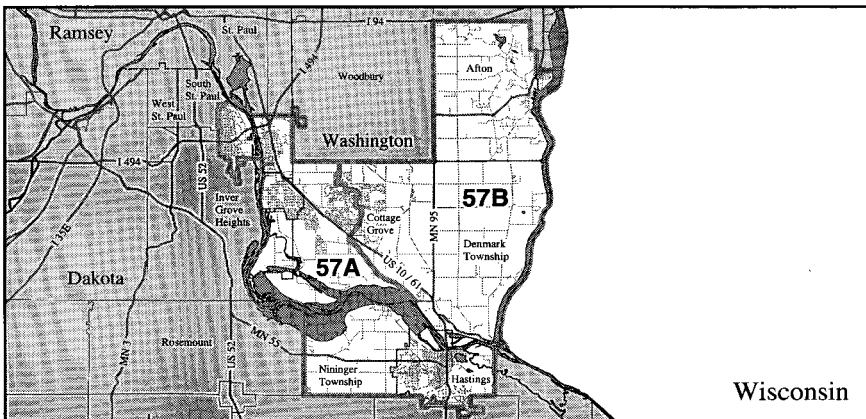 Ramsey
St. Paul
I 94
I 494
Woodbury
Afton
South
St. Paul
West
St. Paul
Washington
I 494
US 52
57B
Inver
Grove
Heights
Cottage
Grove
MN 95
I 35E
Denmark
Township
57A
US 10 / 61
Dakota
MN 3
US 52
MN 55
Rosemount
Nininger
Township
Hastings
Wisconsin